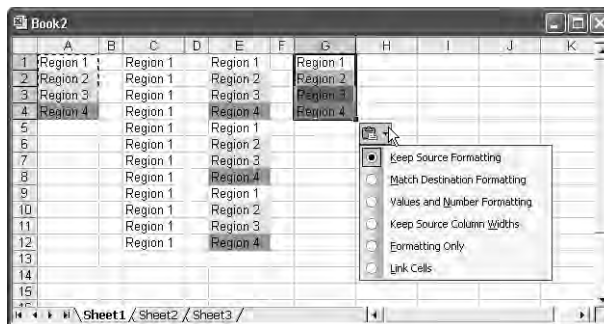 Book2
A B C D E F G H I J K
1 Region 1 Region 1 Region 1 Region 1
2 Region 2 Region 1 Region 2 Region 2
3 Region 3 Region 1 Region 3 Region 3
4 Region 4 Region 1 Region 4 Region 4
5 Region 1 Region 1
6 Region 1 Region 2
7 Region 1 Region 3
8 Region 1 Region 4
9 Region 1 Region 1
10 Region 1 Region 2
11 Region 1 Region 3
12 Region 1 Region 4
13
14
15
Keep Source Formatting
Match Destination Formatting
Values and Number Formatting
Keep Source Column Widths
Formatting Only
Link Cells
Sheet1 / Sheet2 / Sheet3 /